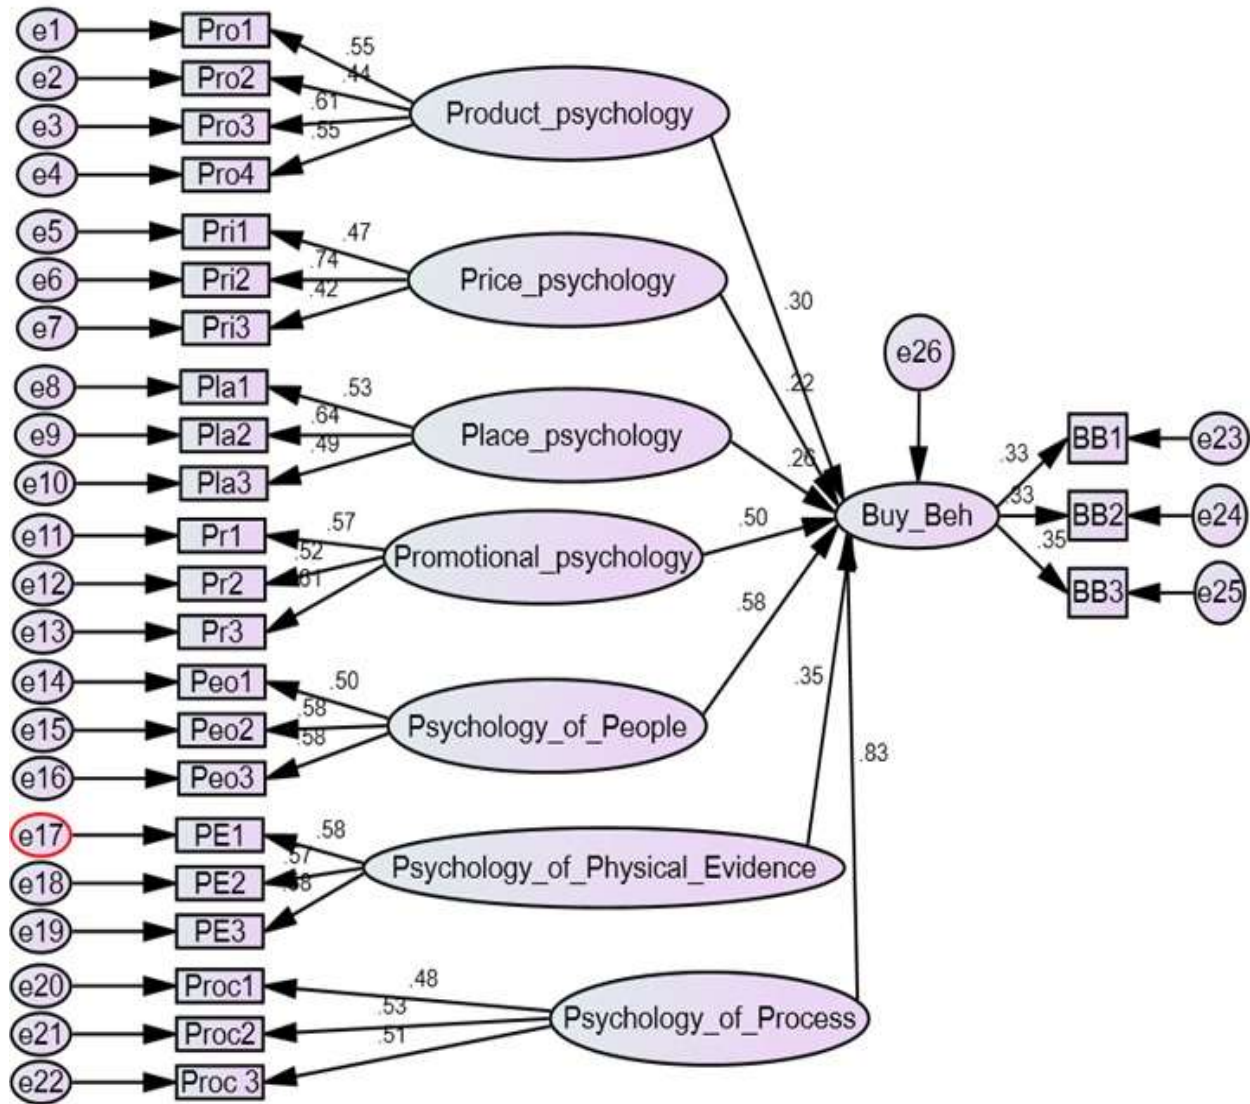 e1 Pro1 .55
e2 Pro2 .44
e3 Pro3 .61
e4 Pro4 .55
Product_psychology
e5 Pri1 .47
e6 Pri2 .74
e7 Pri3 .42
Price_psychology
e8 Pla1 .53
e9 Pla2 .64
e10 Pla3 .49
Place_psychology
e11 Pr1 .57
e12 Pr2 .52
e13 Pr3
Promotional_psychology
e14 Peo1 .50
e15 Peo2 .58
e16 Peo3 .58
Psychology_of_People
e17 PE1 .58
e18 PE2 .57
e19 PE3
Psychology_of_Physical_Evidence
e20 Proc1 .48
e21 Proc2 .53
e22 Proc 3 .51
Psychology_of_Process
.30
.22
.26
.50
.58
.35
.83
e26
Buy_Beh
.33 BB1 e23
.33 BB2 e24
.35 BB3 e25